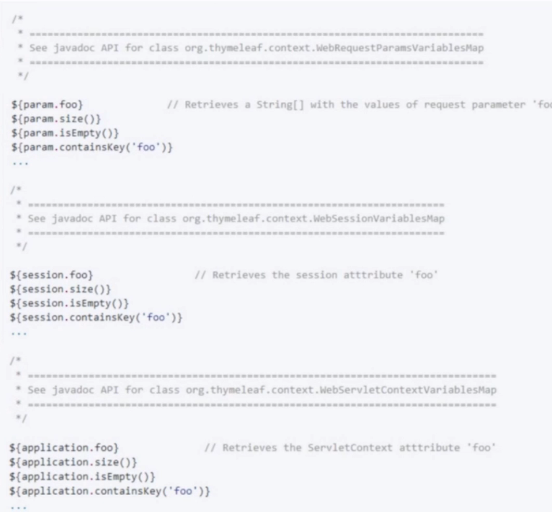 /*
 * ======================================================================
 * See javadoc API for class org.thymeleaf.context.WebRequestParamsVariablesMap
 * ======================================================================
 */
${param.foo}              // Retrieves a String[] with the values of request parameter 'foo
${param.size()}
${param.isEmpty()}
${param.containsKey('foo')}
...
/*
 * ======================================================================
 * See javadoc API for class org.thymeleaf.context.WebSessionVariablesMap
 * ======================================================================
 */
${session.foo}                 // Retrieves the session atttribute 'foo'
${session.size()}
${session.isEmpty()}
${session.containsKey('foo')}
...
/*
 * ======================================================================
 * See javadoc API for class org.thymeleaf.context.WebServletContextVariablesMap
 * ======================================================================
 */
${application.foo}              // Retrieves the ServletContext atttribute 'foo'
${application.size()}
${application.isEmpty()}
${application.containsKey('foo')}
...